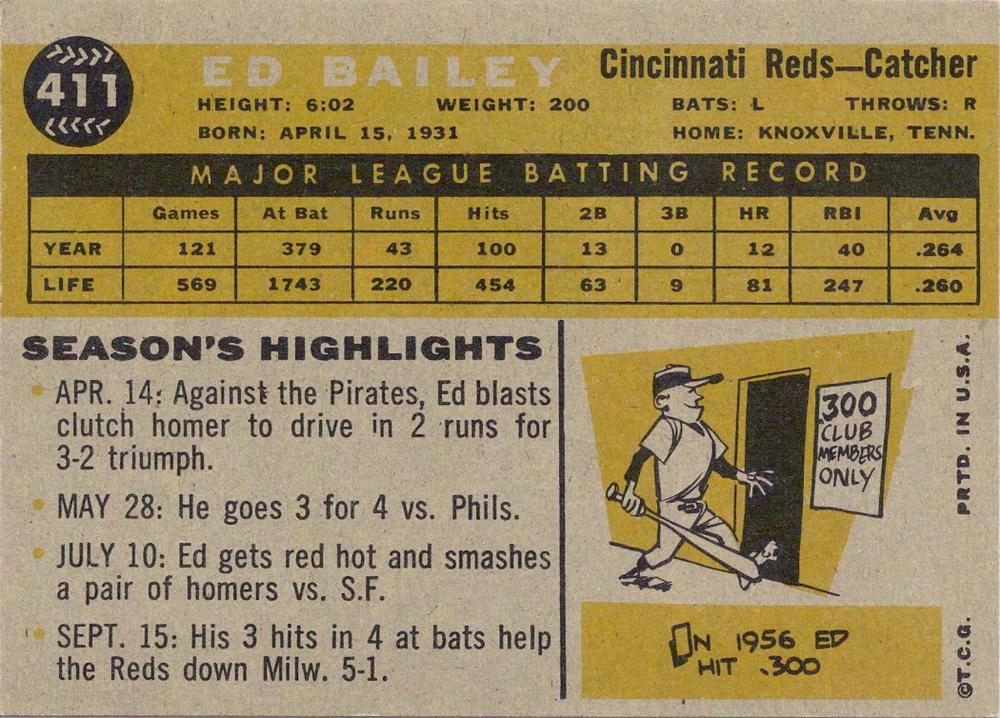 411
ED BAILEY
Cincinnati Reds—Catcher
HEIGHT: 6:02 WEIGHT: 200 BATS: L THROWS: R
BORN: APRIL 15, 1931 HOME: KNOXVILLE, TENN.
MAJOR LEAGUE BATTING RECORD
Games At Bat Runs Hits 2B 3B HR RBI Avg
YEAR 121 379 43 100 13 0 12 40 .264
LIFE 569 1743 220 454 63 9 81 247 .260
SEASON'S HIGHLIGHTS
• APR. 14: Against the Pirates, Ed blasts
clutch homer to drive in 2 runs for
3-2 triumph.
• MAY 28: He goes 3 for 4 vs. Phils.
• JULY 10: Ed gets red hot and smashes
a pair of homers vs. S.F.
• SEPT. 15: His 3 hits in 4 at bats help
the Reds down Milw. 5-1.
.300
CLUB
MEMBERS
ONLY
ON 1956 ED
HIT .300
PRTD. IN U.S.A.
©T.C.G.